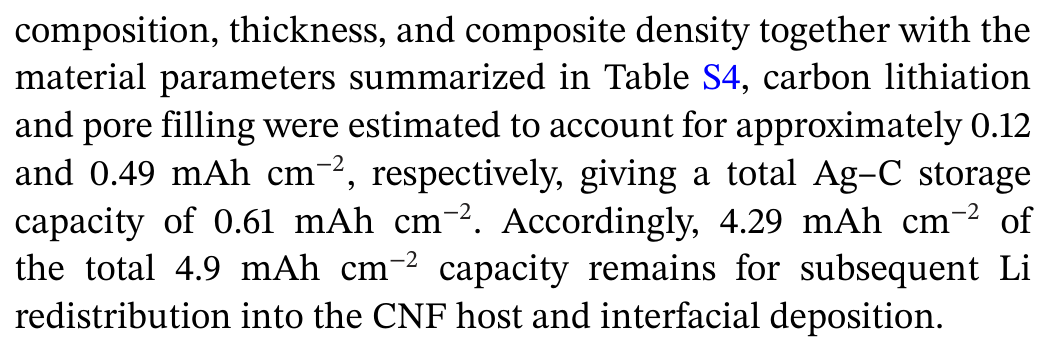 composition, thickness, and composite density together with the
material parameters summarized in Table S4, carbon lithiation
and pore filling were estimated to account for approximately 0.12
and 0.49 mAh cm⁻², respectively, giving a total Ag–C storage
capacity of 0.61 mAh cm⁻². Accordingly, 4.29 mAh cm⁻² of
the total 4.9 mAh cm⁻² capacity remains for subsequent Li
redistribution into the CNF host and interfacial deposition.